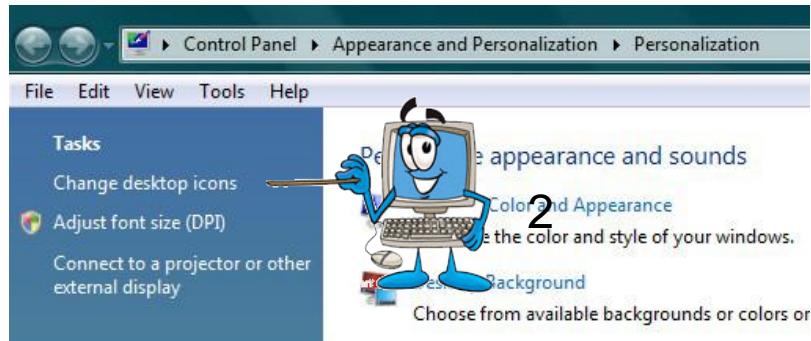 Control Panel ▸ Appearance and Personalization ▸ Personalization
File Edit View Tools Help
Tasks
Change desktop icons
Adjust font size (DPI)
Connect to a projector or other
external display
appearance and sounds
Color and Appearance
2
the color and style of your windows.
Background
Choose from available backgrounds or colors or